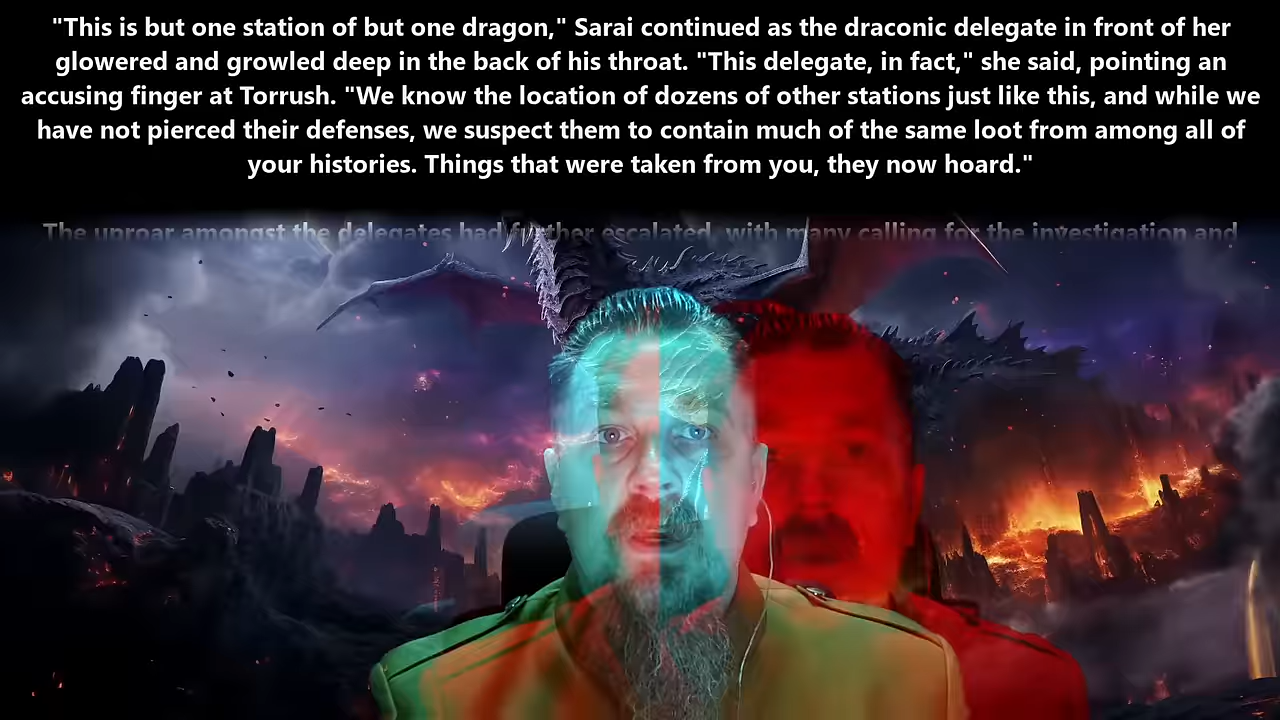 "This is but one station of but one dragon," Sarai continued as the draconic delegate in front of her
glowered and growled deep in the back of his throat. "This delegate, in fact," she said, pointing an
accusing finger at Torrush. "We know the location of dozens of other stations just like this, and while we
have not pierced their defenses, we suspect them to contain much of the same loot from among all of
your histories. Things that were taken from you, they now hoard."
The uproar amongst the delegates had further escalated, with many calling for the investigation and